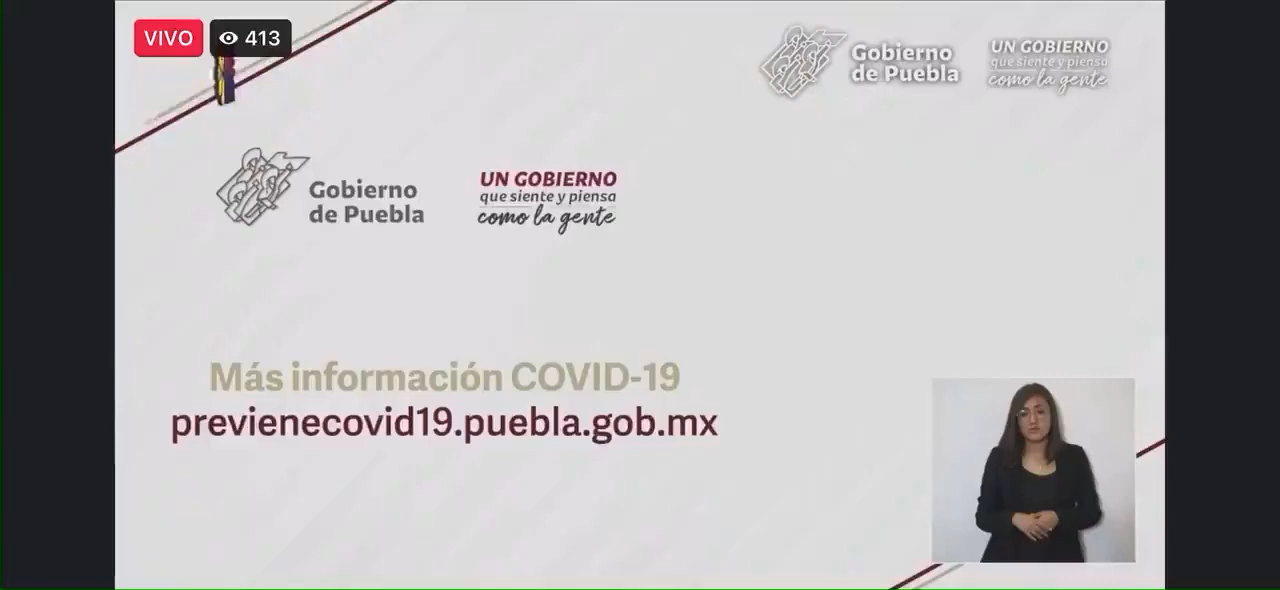 VIVO
413
Gobierno
de Puebla
UN GOBIERNO
que siente y piensa
como la gente
Gobierno
de Puebla
UN GOBIERNO
que siente y piensa
como la gente
Más información COVID-19
previenecovid19.puebla.gob.mx